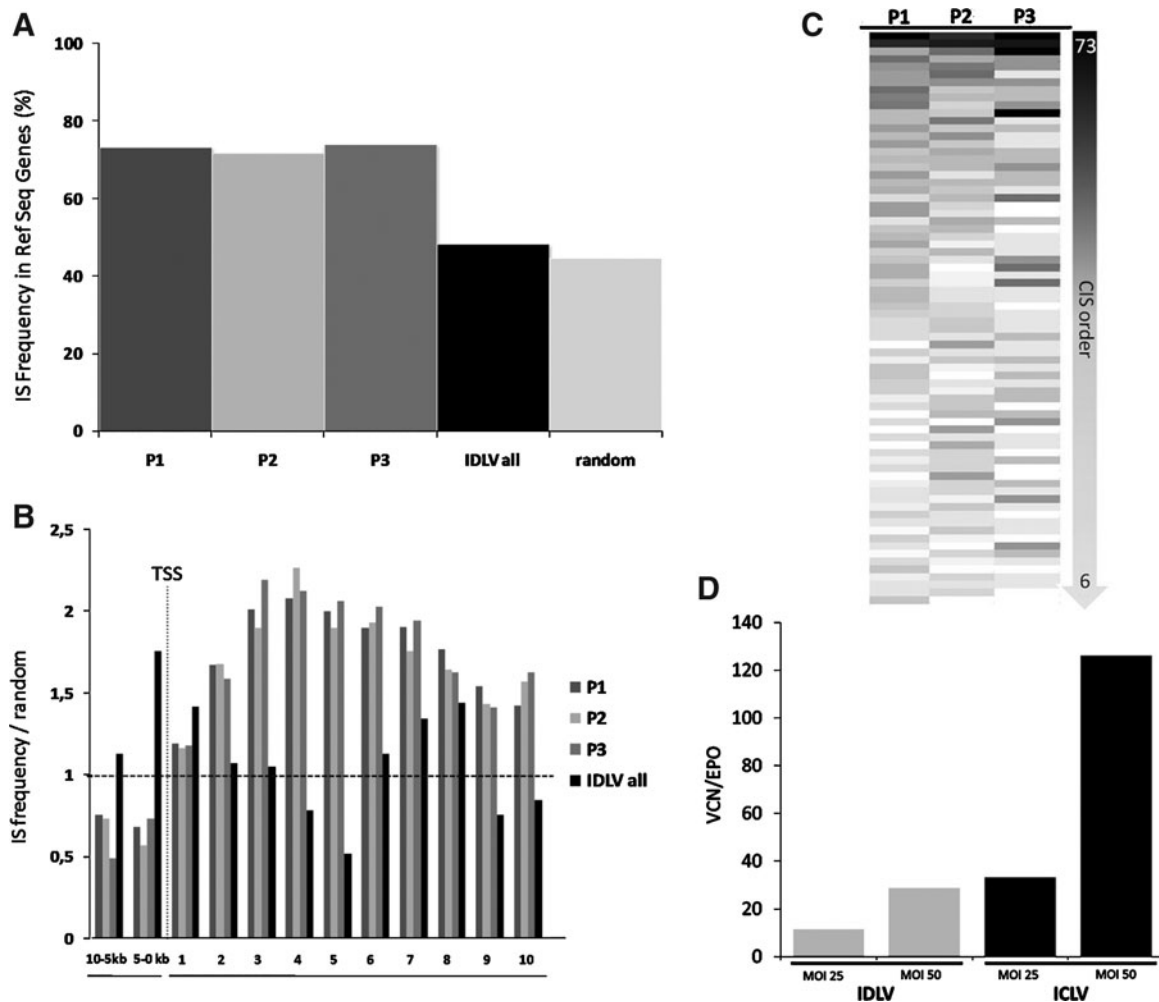 A
100
80
60
40
20
0
IS Frequency in Ref Seq Genes (%)
P1 P2 P3 IDLV all random
B
2,5
2
1,5
1
0,5
0
IS frequency / random
TSS
P1
P2
P3
IDLV all
10-5kb 5-0 kb 1 2 3 4 5 6 7 8 9 10
C
P1 P2 P3
73
CIS order
6
D
140
120
100
80
60
40
20
0
VCN/EPO
MOI 25 MOI 50 MOI 25 MOI 50
IDLV ICLV